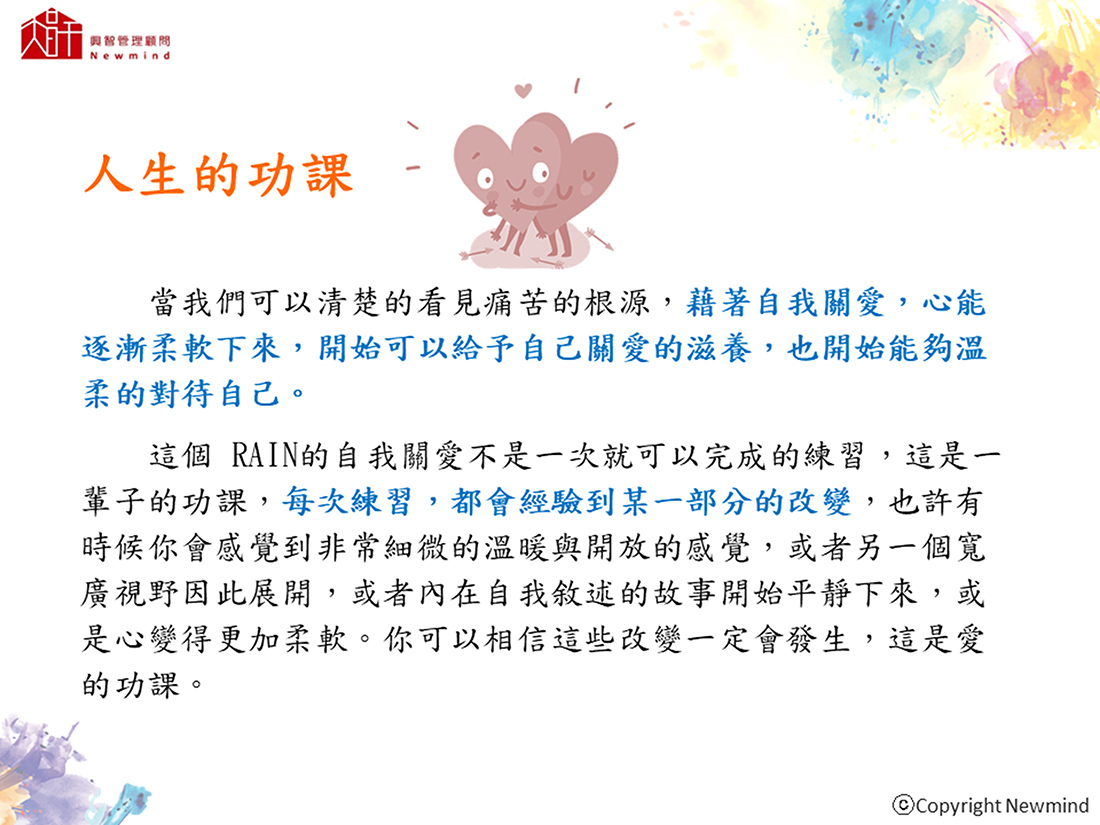 興智管理顧問
Newmind
人生的功課
當我們可以清楚的看見痛苦的根源，藉著自我關愛，心能
逐漸柔軟下來，開始可以給予自己關愛的滋養，也開始能夠溫
柔的對待自己。
這個 RAIN的自我關愛不是一次就可以完成的練習，這是一
輩子的功課，每次練習，都會經驗到某一部分的改變，也許有
時候你會感覺到非常細微的溫暖與開放的感覺，或者另一個寬
廣視野因此展開，或者內在自我敘述的故事開始平靜下來，或
是心變得更加柔軟。你可以相信這些改變一定會發生，這是愛
的功課。
ⓒCopyright Newmind